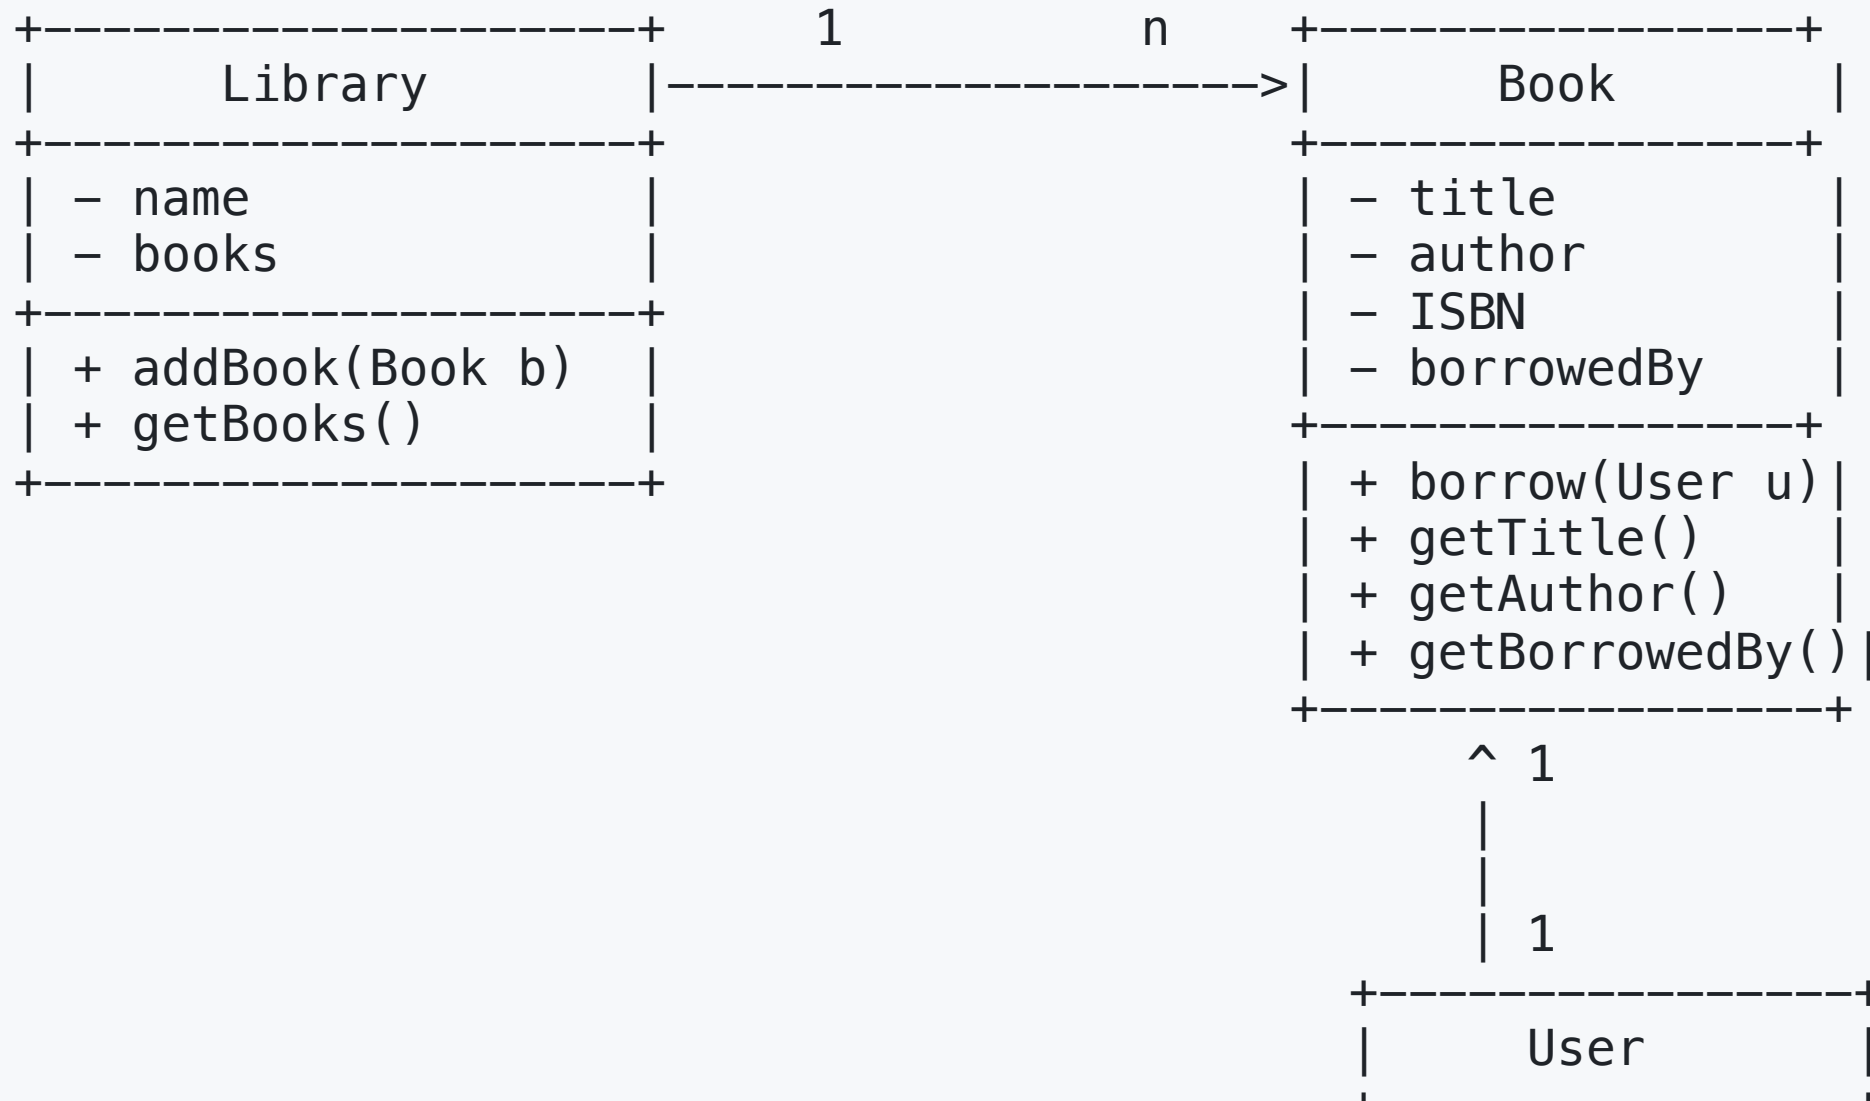 +--------------------+     1          n    +----------------+
|      Library       |-------------------->|      Book       |
+--------------------+                     +----------------+
| - name             |                     | - title         |
| - books            |                     | - author        |
+--------------------+                     | - ISBN          |
| + addBook(Book b)  |                     | - borrowedBy    |
| + getBooks()       |                     +----------------+
+--------------------+                     | + borrow(User u)|
                                           | + getTitle()    |
                                           | + getAuthor()   |
                                           | + getBorrowedBy()|
                                           +-----------------+
                                                 ^ 1
                                                 |
                                                 |
                                                 | 1
                                             +----------------+
                                             |     User       |